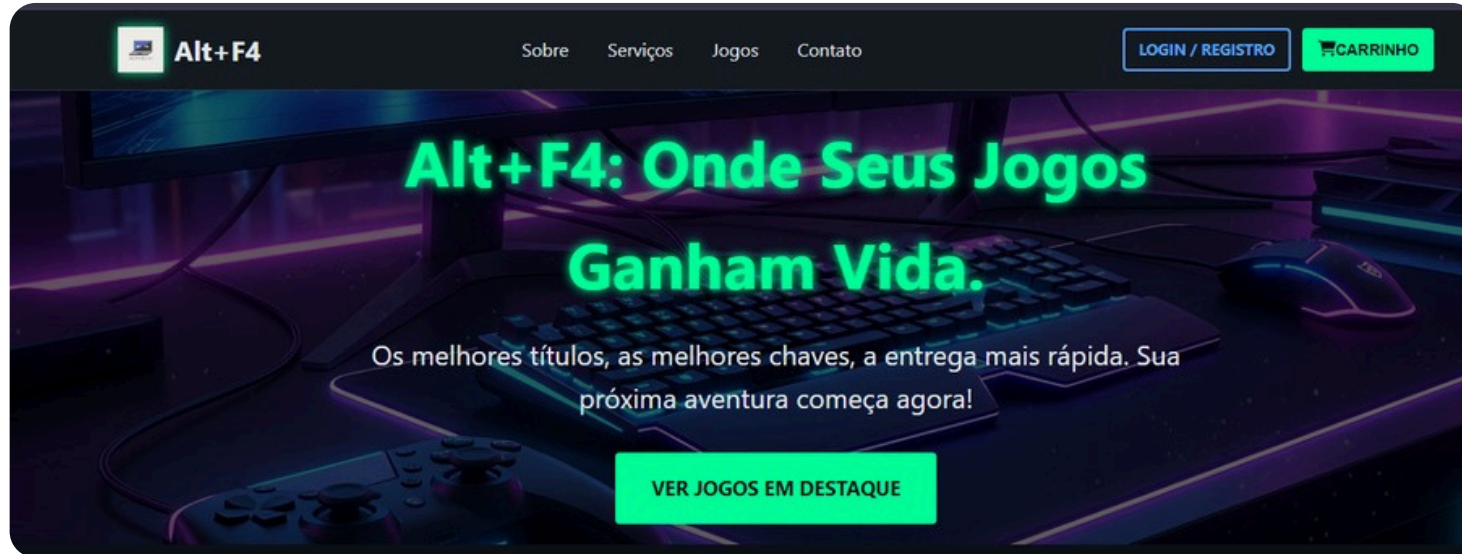 Alt+F4
Sobre
Serviços
Jogos
Contato
LOGIN / REGISTRO
CARRINHO
Alt+F4: Onde Seus Jogos
Ganham Vida.
Os melhores títulos, as melhores chaves, a entrega mais rápida. Sua
próxima aventura começa agora!
VER JOGOS EM DESTAQUE